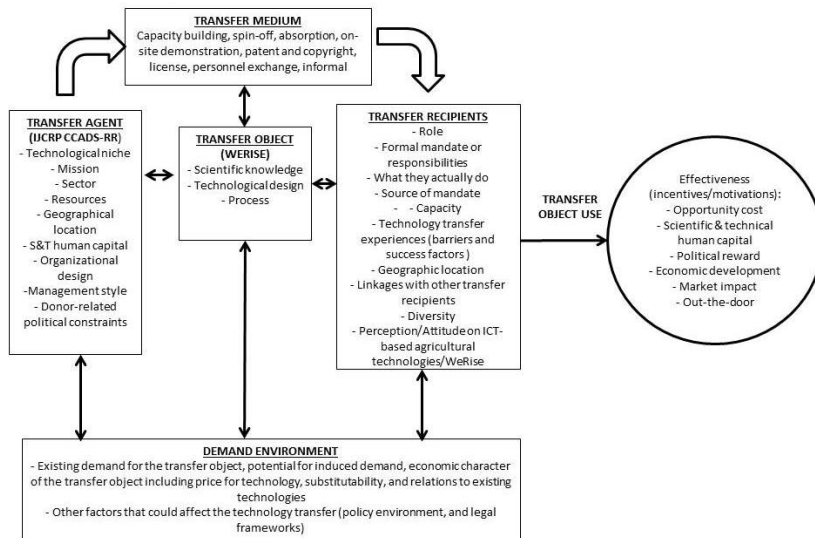 TRANSFER MEDIUM
Capacity building, spin-off, absorption, on-
site demonstration, patent and copyright,
license, personnel exchange, informal
TRANSFER AGENT
(IJCRP CCADS-RR)
- Technological niche
- Mission
- Sector
- Resources
- Geographical
location
- S&T human capital
- Organizational
design
-Management style
- Donor-related
political constraints
TRANSFER OBJECT
(WERISE)
- Scientific knowledge
- Technological design
- Process
TRANSFER RECIPIENTS
- Role
- Formal mandate or
responsibilities
- What they actually do
- Source of mandate
- - Capacity
- Technology transfer
experiences (barriers and
success factors )
- Geographic location
- Linkages with other transfer
recipients
- Diversity
- Perception/Attitude on ICT-
based agricultural
technologies/WeRise
TRANSFER
OBJECT USE
Effectiveness
(incentives/motivations):
- Opportunity cost
- Scientific & technical
human capital
- Political reward
- Economic development
- Market impact
- Out-the-door
DEMAND ENVIRONMENT
- Existing demand for the transfer object, potential for induced demand, economic character
of the transfer object including price for technology, substitutability, and relations to existing
technologies
- Other factors that could affect the technology transfer (policy environment, and legal
frameworks)